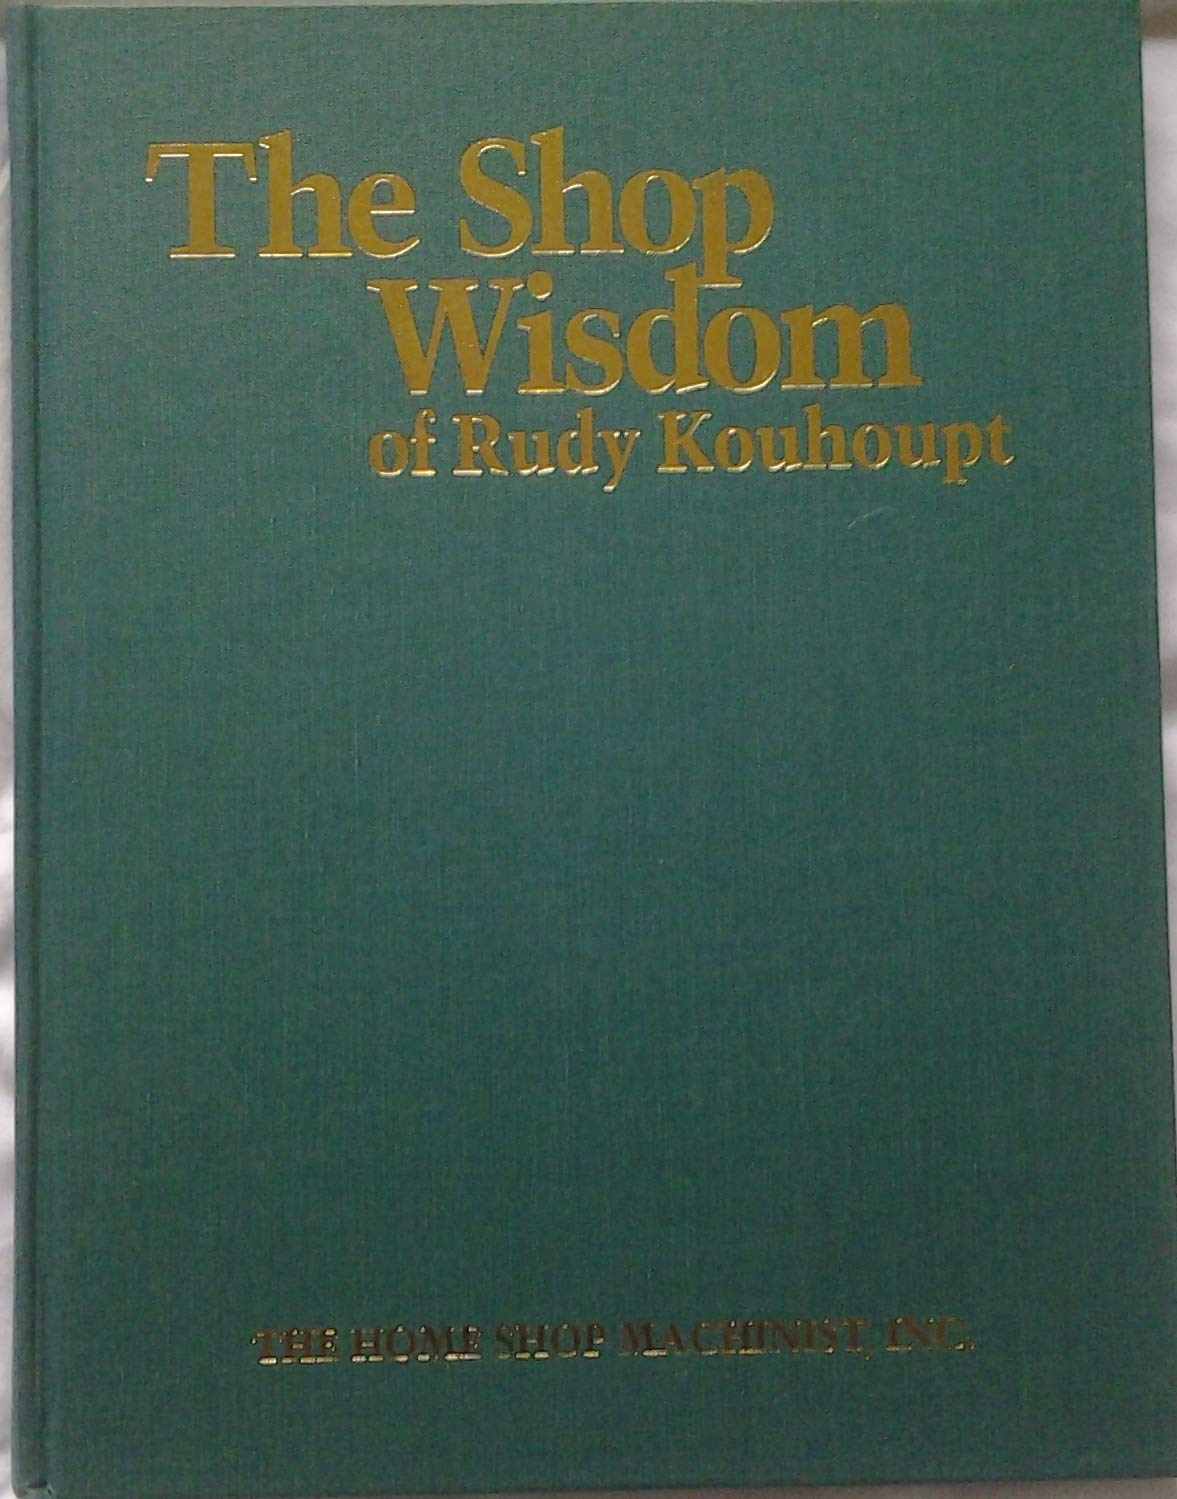 The Shop
Wisdom
of Rudy Kouhoupt
THE HOME SHOP MACHINIST, INC.